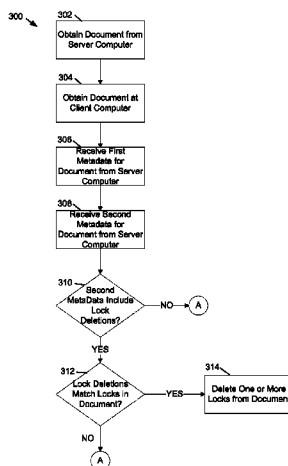 300
302
Obtain Document from
Server Computer
304
Obtain Document at
Client Computer
306
Receive First
Metadata for
Document from Server
Computer
308
Receive Second
Metadata for
Document from Server
Computer
310
Second
MetaData Include
Lock
Deletions?
NO
A
YES
312
Lock Deletions
Match Locks in
Document?
YES
314
Delete One or More
Locks from Document
NO
A